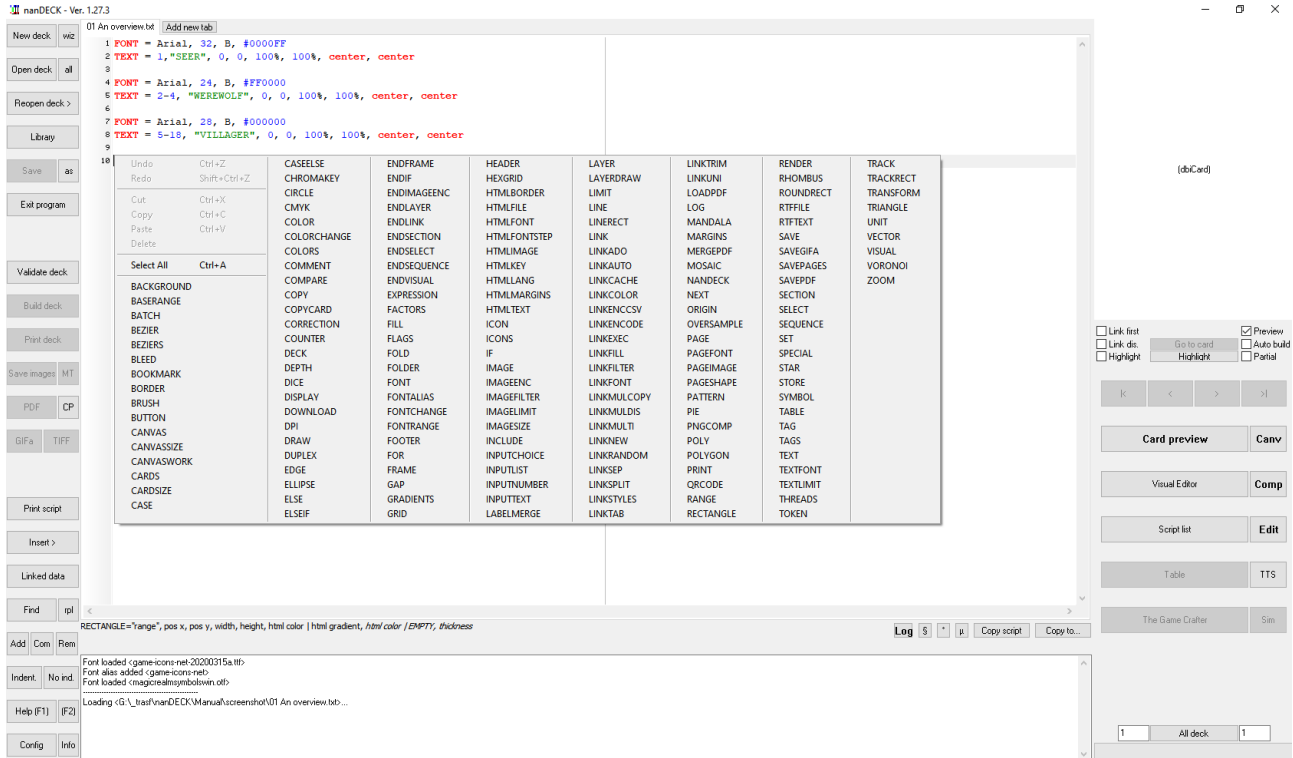 nanDECK - Ver. 1.27.3
New deck wiz
Open deck all
Reopen deck >
Library
Save as
Exit program
Validate deck
Build deck
Print deck
Save images MT
PDF CP
GIFa TIFF
Print script
Insert >
Linked data
Find rpl
Add Com Rem
Indent. No ind.
Help (F1) (F2)
Config Info
01 An overview.txt Add new tab
1 FONT = Arial, 32, B, #0000FF
2 TEXT = 1,"SEER", 0, 0, 100%, 100%, center, center
3
4 FONT = Arial, 24, B, #FF0000
5 TEXT = 2-4, "WEREWOLF", 0, 0, 100%, 100%, center, center
6
7 FONT = Arial, 28, B, #000000
8 TEXT = 5-18, "VILLAGER", 0, 0, 100%, 100%, center, center
9
10
Undo Ctrl+Z
Redo Shift+Ctrl+Z
Cut Ctrl+X
Copy Ctrl+C
Paste Ctrl+V
Delete
Select All Ctrl+A
BACKGROUND
BASERANGE
BATCH
BEZIER
BEZIERS
BLEED
BOOKMARK
BORDER
BRUSH
BUTTON
CANVAS
CANVASSIZE
CANVASWORK
CARDS
CARDSIZE
CASE
CASEELSE
CHROMAKEY
CIRCLE
CMYK
COLOR
COLORCHANGE
COLORS
COMMENT
COMPARE
COPY
COPYCARD
CORRECTION
COUNTER
DECK
DEPTH
DICE
DISPLAY
DOWNLOAD
DPI
DRAW
DUPLEX
EDGE
ELLIPSE
ELSE
ELSEIF
ENDFRAME
ENDIF
ENDIMAGEENC
ENDLAYER
ENDLINK
ENDSECTION
ENDSELECT
ENDSEQUENCE
ENDVISUAL
EXPRESSION
FACTORS
FILL
FLAGS
FOLD
FOLDER
FONT
FONTALIAS
FONTCHANGE
FONTRANGE
FOOTER
FOR
FRAME
GAP
GRADIENTS
GRID
HEADER
HEXGRID
HTMLBORDER
HTMLFILE
HTMLFONT
HTMLFONTSTEP
HTMLIMAGE
HTMLKEY
HTMLLANG
HTMLMARGINS
HTMLTEXT
ICON
ICONS
IF
IMAGE
IMAGEENC
IMAGEFILTER
IMAGELIMIT
IMAGESIZE
INCLUDE
INPUTCHOICE
INPUTLIST
INPUTNUMBER
INPUTTEXT
LABELMERGE
LAYER
LAYERDRAW
LIMIT
LINE
LINERECT
LINK
LINKADO
LINKAUTO
LINKCACHE
LINKCOLOR
LINKENCCSV
LINKENCODE
LINKEXEC
LINKFILL
LINKFILTER
LINKFONT
LINKMULCOPY
LINKMULDIS
LINKMULTI
LINKNEW
LINKRANDOM
LINKSEP
LINKSPLIT
LINKSTYLES
LINKTAB
LINKTRIM
LINKUNI
LOADPDF
LOG
MANDALA
MARGINS
MERGEPDF
MOSAIC
NANDECK
NEXT
ORIGIN
OVERSAMPLE
PAGE
PAGEFONT
PAGEIMAGE
PAGESHAPE
PATTERN
PIE
PNGCOMP
POLY
POLYGON
PRINT
QRCODE
RANGE
RECTANGLE
RENDER
RHOMBUS
ROUNDRECT
RTFFILE
RTFTEXT
SAVE
SAVEGIFA
SAVEPAGES
SAVEPDF
SECTION
SELECT
SEQUENCE
SET
SPECIAL
STAR
STORE
SYMBOL
TABLE
TAG
TAGS
TEXT
TEXTFONT
TEXTLIMIT
THREADS
TOKEN
TRACK
TRACKRECT
TRANSFORM
TRIANGLE
UNIT
VECTOR
VISUAL
VORONOI
ZOOM
RECTANGLE="range", pos x, pos y, width, height, html color | html gradient, html color | EMPTY, thickness
Log § * µ Copy script Copy to...
Font loaded <game-icons-net-20200315a.ttf>
Font alias added <game-icons-net>
Font loaded <magicrealmsymbolswin.otf>
------------------------------------------------
Loading <G:\_trasf\nanDECK\Manual\screenshot\01 An overview.txt>...
(dbiCard)
Link first Preview
Link dis. Go to card Auto build
Highlight Highlight Partial
Card preview Canv
Visual Editor Comp
Script list Edit
Table TTS
The Game Crafter Sim
1 All deck 1